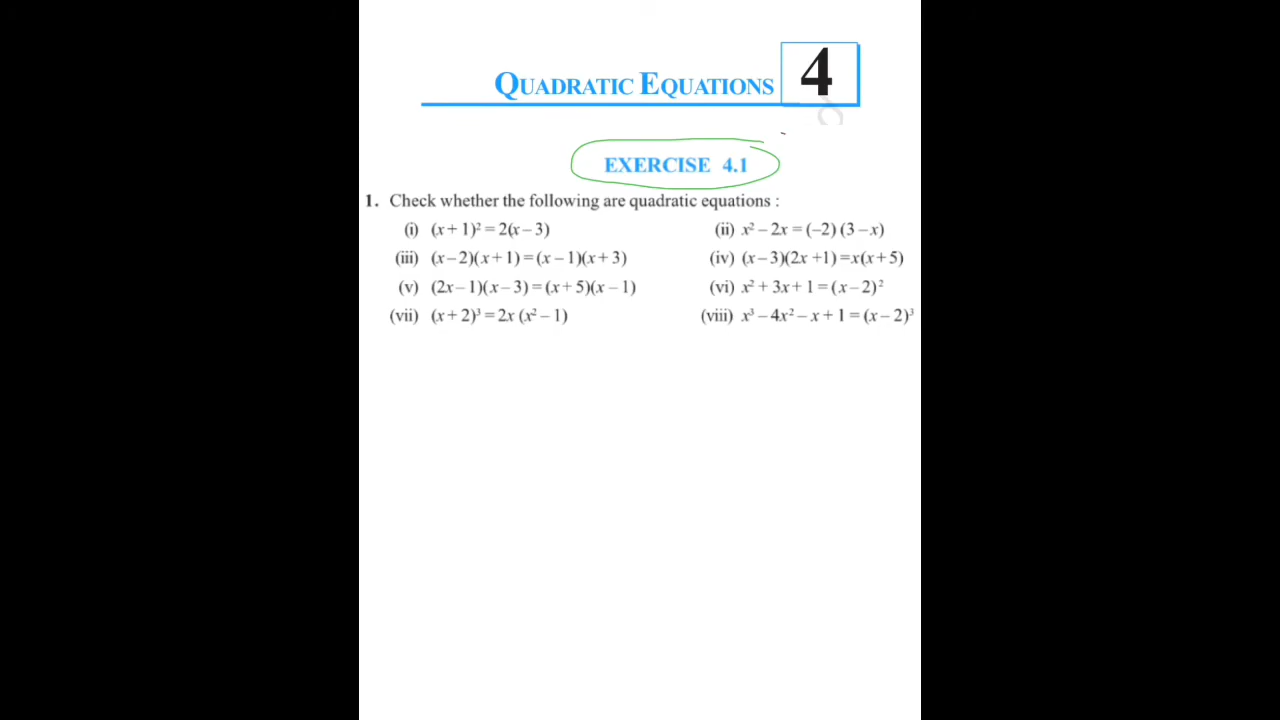 QUADRATIC EQUATIONS 4
EXERCISE 4.1
1. Check whether the following are quadratic equations :
(i) (x + 1)² = 2(x – 3) (ii) x² – 2x = (–2) (3 – x)
(iii) (x – 2)(x + 1) = (x – 1)(x + 3) (iv) (x – 3)(2x +1) = x(x + 5)
(v) (2x – 1)(x – 3) = (x + 5)(x – 1) (vi) x² + 3x + 1 = (x – 2)²
(vii) (x + 2)³ = 2x (x² – 1) (viii) x³ – 4x² – x + 1 = (x – 2)³